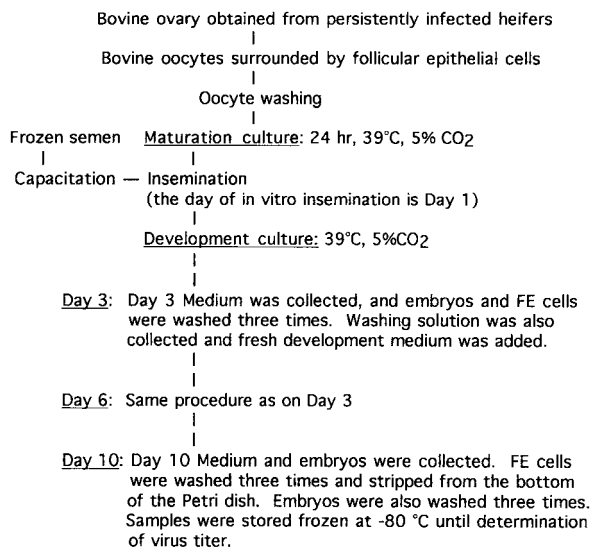 Bovine ovary obtained from persistently infected heifers
Bovine oocytes surrounded by follicular epithelial cells
Oocyte washing
Frozen semen Maturation culture: 24 hr, 39°C, 5% CO2
Capacitation — Insemination
(the day of in vitro insemination is Day 1)
Development culture: 39°C, 5%CO2
Day 3: Day 3 Medium was collected, and embryos and FE cells
were washed three times. Washing solution was also
collected and fresh development medium was added.
Day 6: Same procedure as on Day 3
Day 10: Day 10 Medium and embryos were collected. FE cells
were washed three times and stripped from the bottom
of the Petri dish. Embryos were also washed three times.
Samples were stored frozen at -80 °C until determination
of virus titer.